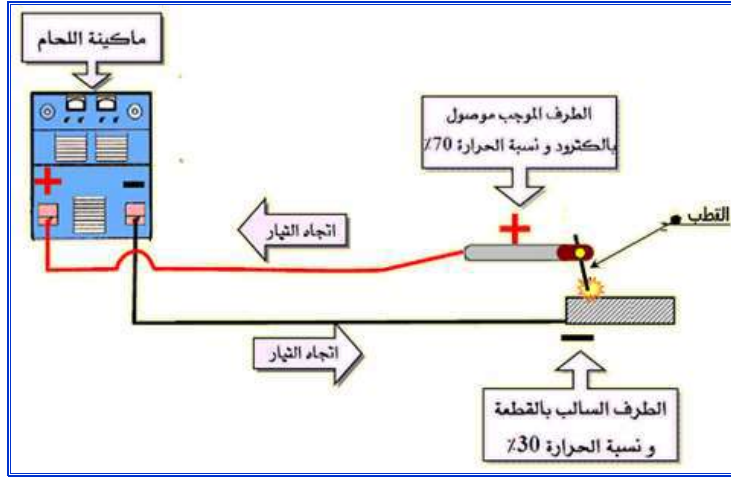 ماكينة اللحام
الطرف الموجب موصول
بالكترود و نسبة الحرارة 70٪
+
−
+
القطب
اتجاه التيار
اتجاه التيار
−
الطرف السالب بالقطعة
و نسبة الحرارة 30٪